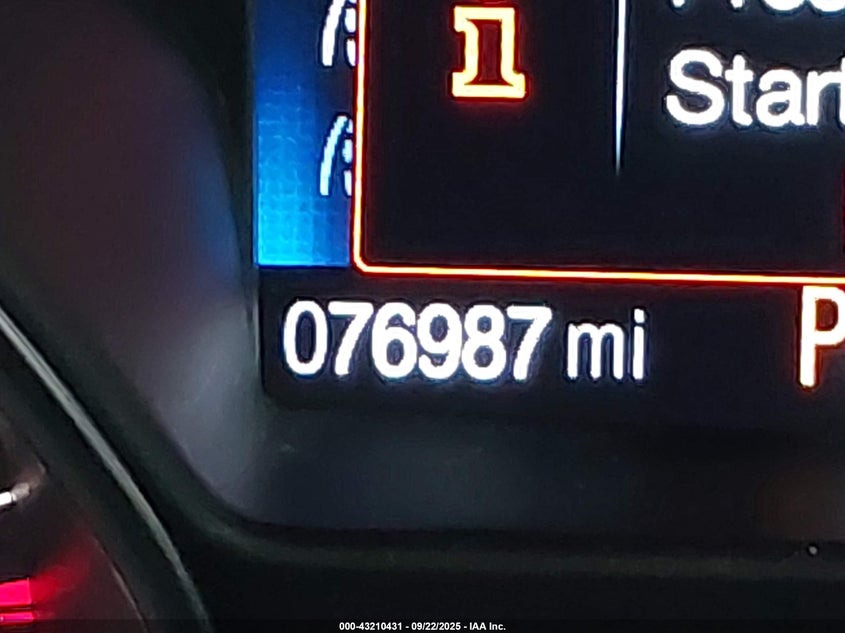 Start
076987 mi
P
000-43210431 - 09/22/2025 - IAA Inc.